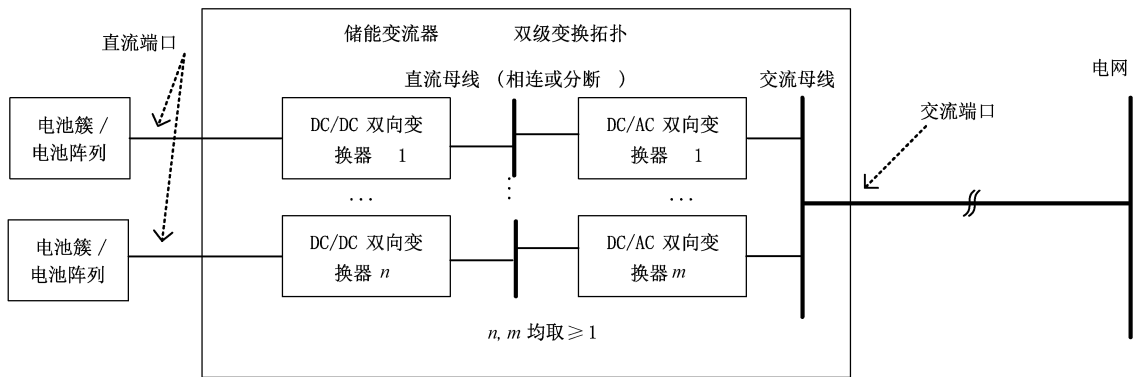 储能变流器 双级变换拓扑
直流端口
直流母线 (相连或分断 )
交流母线
电网
交流端口
电池簇 /
电池阵列
DC/DC 双向变
换器 1
DC/AC 双向变
换器 1
...
...
...
电池簇 /
电池阵列
DC/DC 双向变
换器 n
DC/AC 双向变
换器 m
n, m 均取 ≥ 1